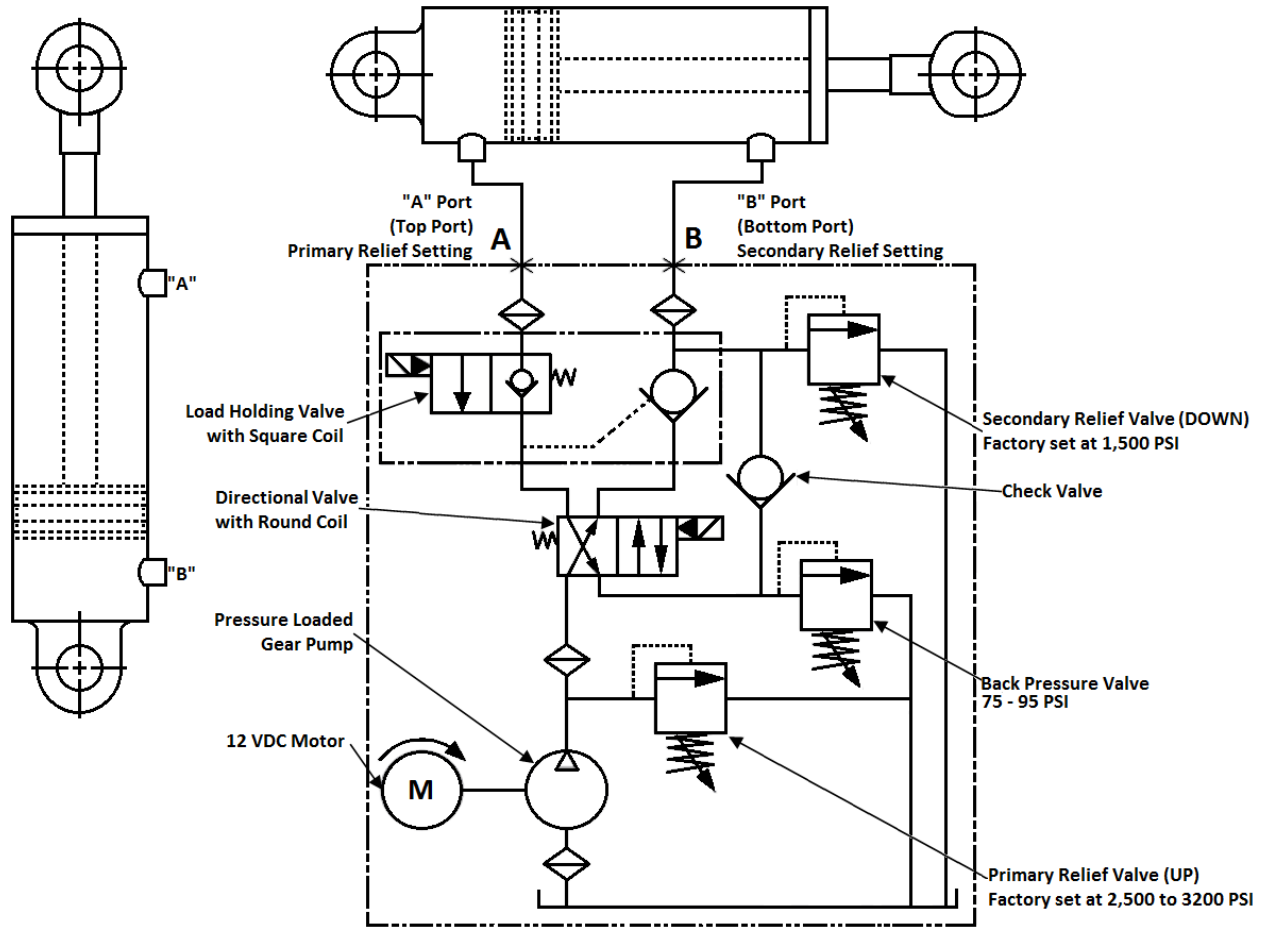 "A" Port
(Top Port)
Primary Relief Setting
A
"B" Port
(Bottom Port)
Secondary Relief Setting
B
"A"
"B"
Load Holding Valve
with Square Coil
Secondary Relief Valve (DOWN)
Factory set at 1,500 PSI
Check Valve
Directional Valve
with Round Coil
Pressure Loaded
Gear Pump
Back Pressure Valve
75 - 95 PSI
12 VDC Motor
M
Primary Relief Valve (UP)
Factory set at 2,500 to 3200 PSI